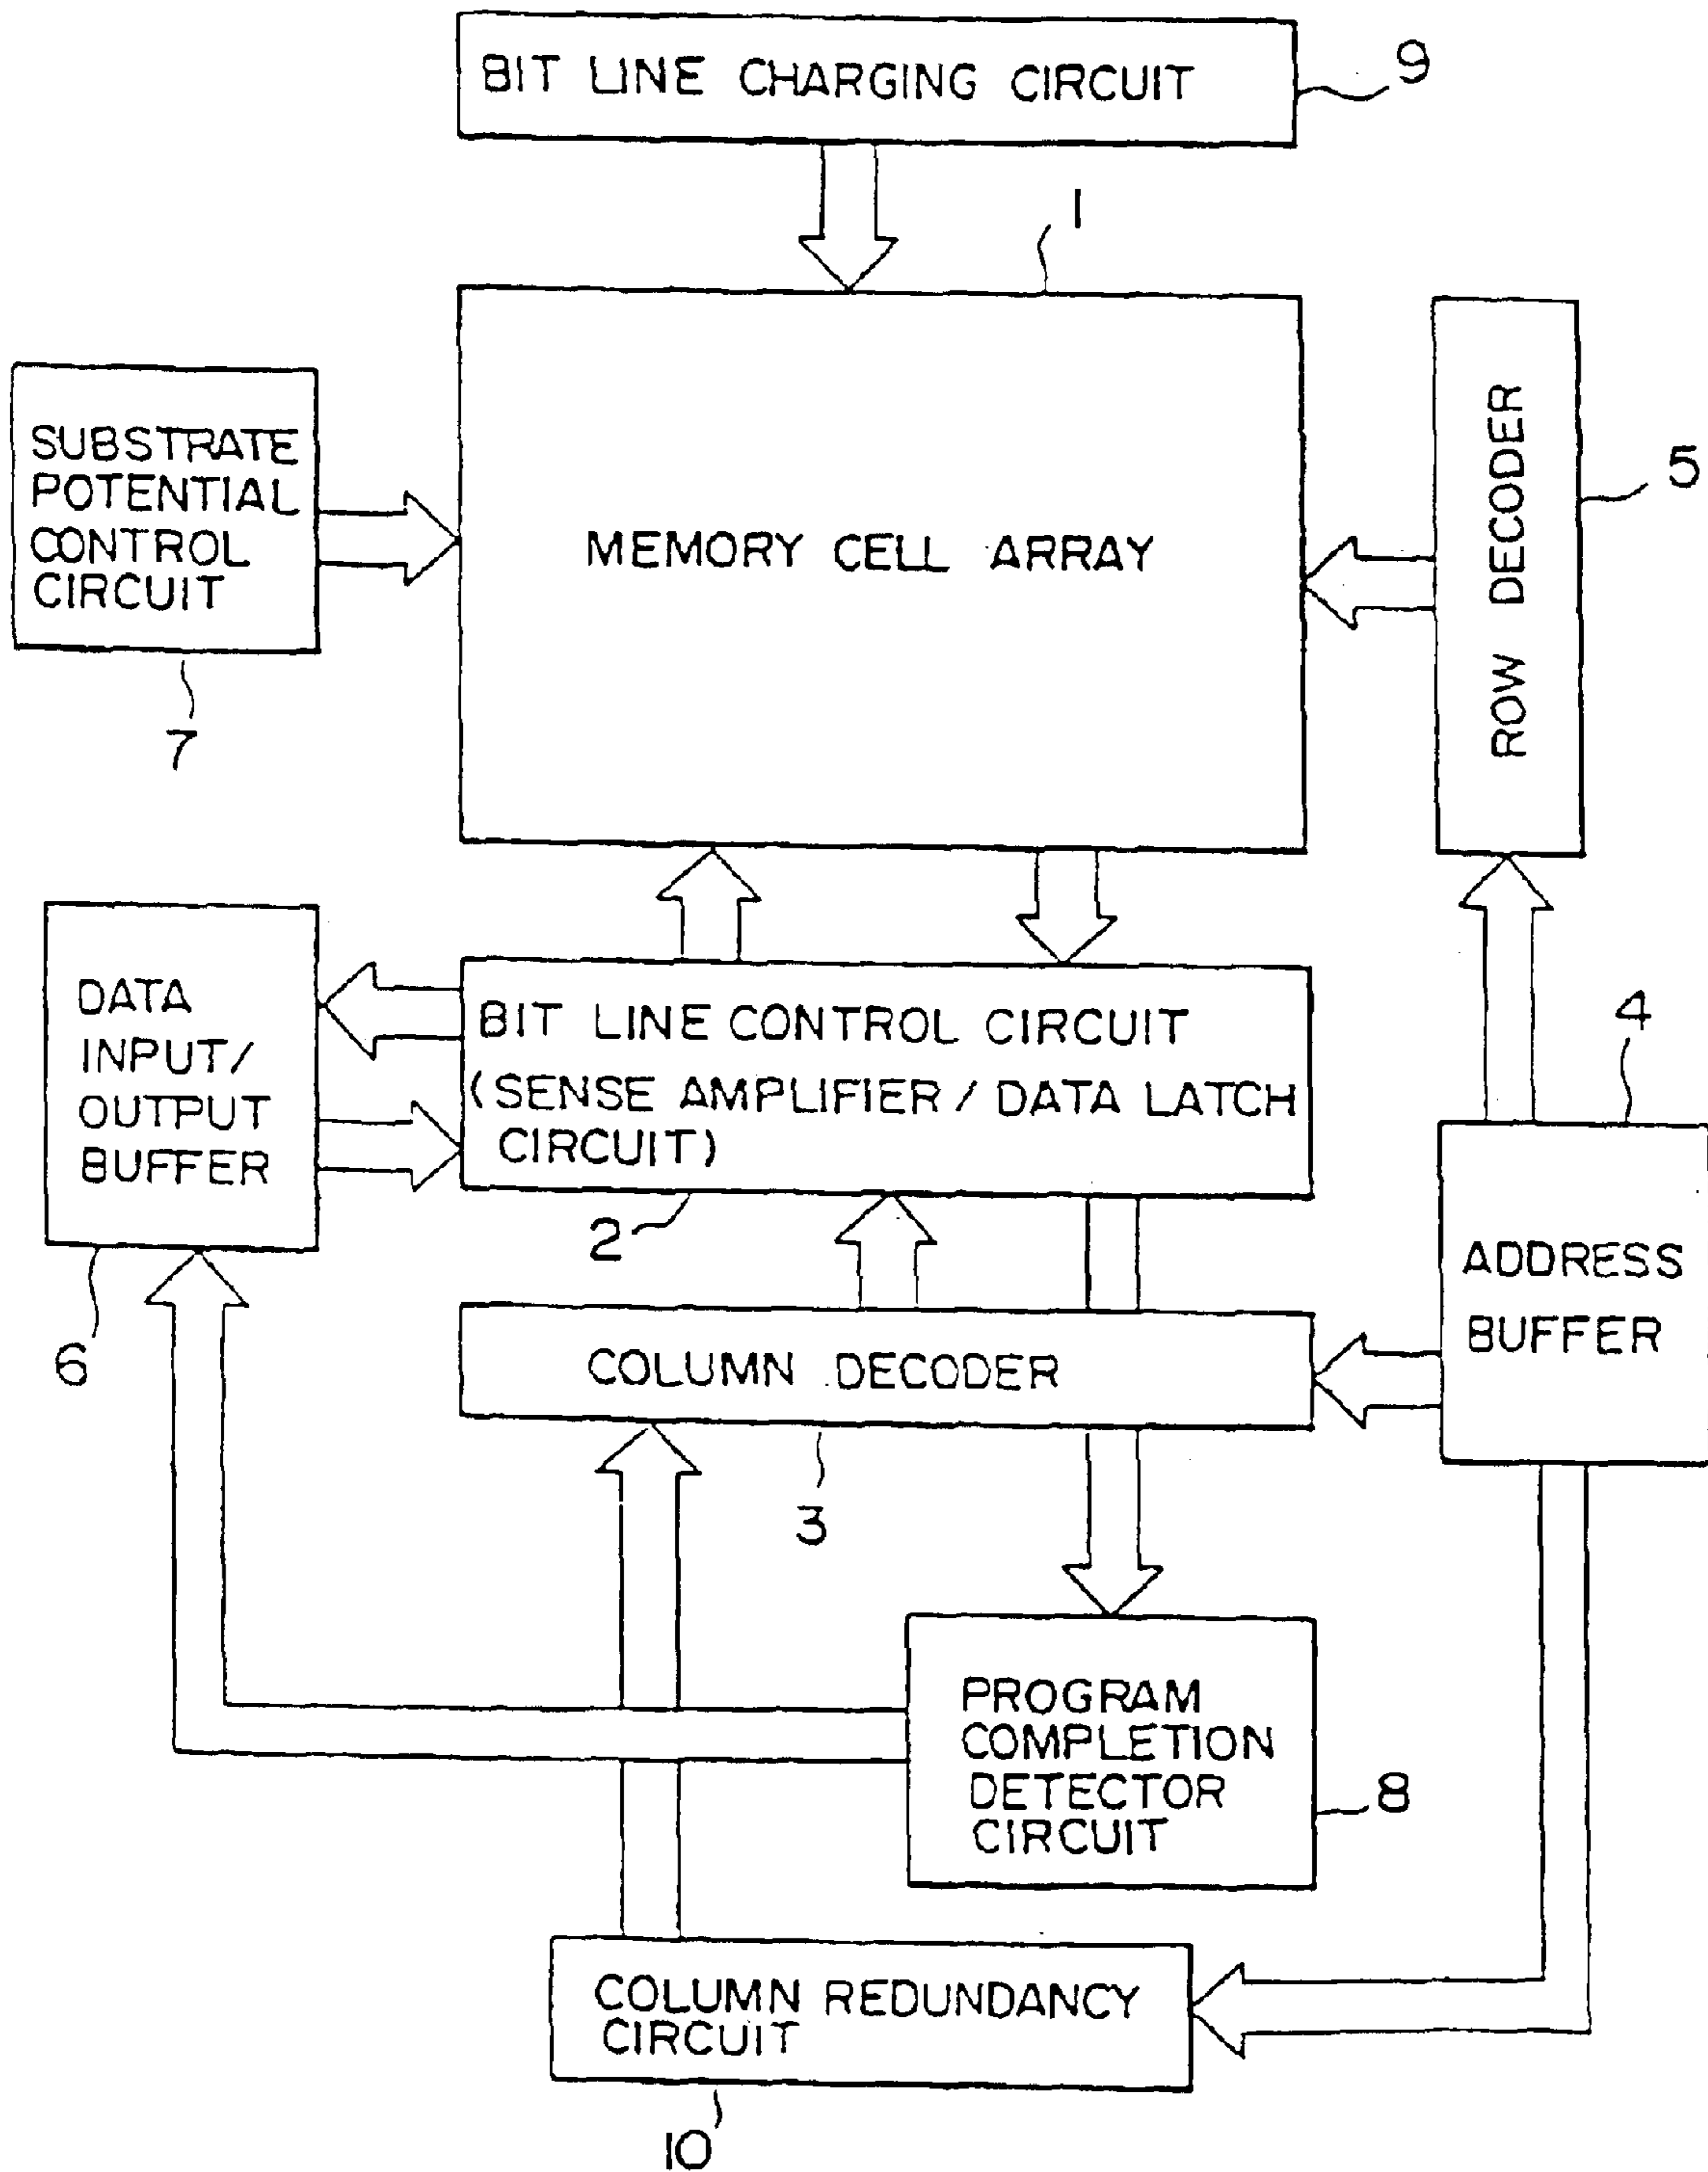 BIT LINE CHARGING CIRCUIT
9
1
SUBSTRATE
POTENTIAL
CONTROL
CIRCUIT
7
MEMORY CELL ARRAY
ROW DECODER
5
DATA
INPUT/
OUTPUT
BUFFER
6
BIT LINE CONTROL CIRCUIT
(SENSE AMPLIFIER / DATA LATCH
CIRCUIT)
2
4
ADDRESS
BUFFER
COLUMN DECODER
3
PROGRAM
COMPLETION
DETECTOR
CIRCUIT
8
COLUMN REDUNDANCY
CIRCUIT
10